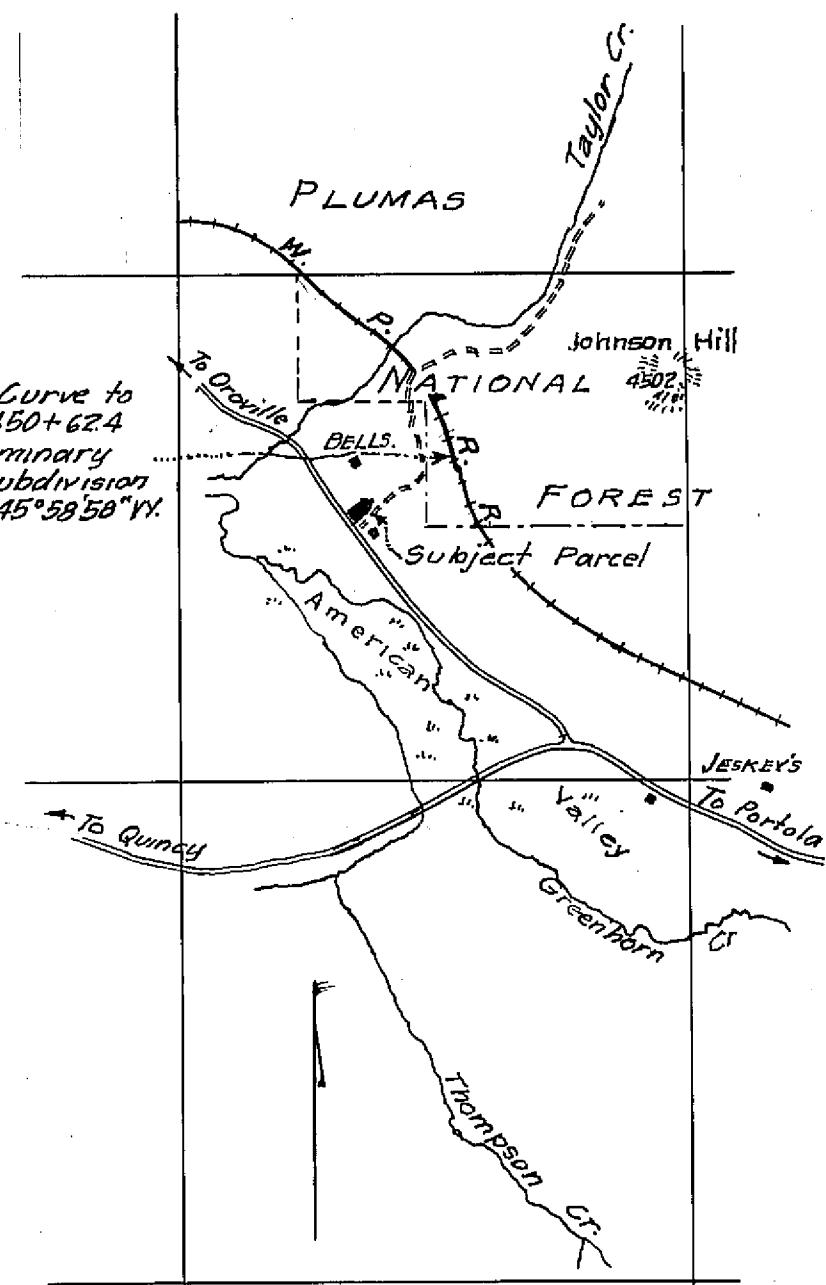 Taylor Cr.
PLUMAS
W.
P.
Johnson Hill
4502
To Oroville
NATIONAL
Curve to
50+62.4
minary
ubdivision
45°58'58"W.
BELLS.
R.
FOREST
R.
Subject Parcel
American
JESKEY'S
Valley
To Portola
To Quincy
Greenhorn
Cr
Thompson
Cr.